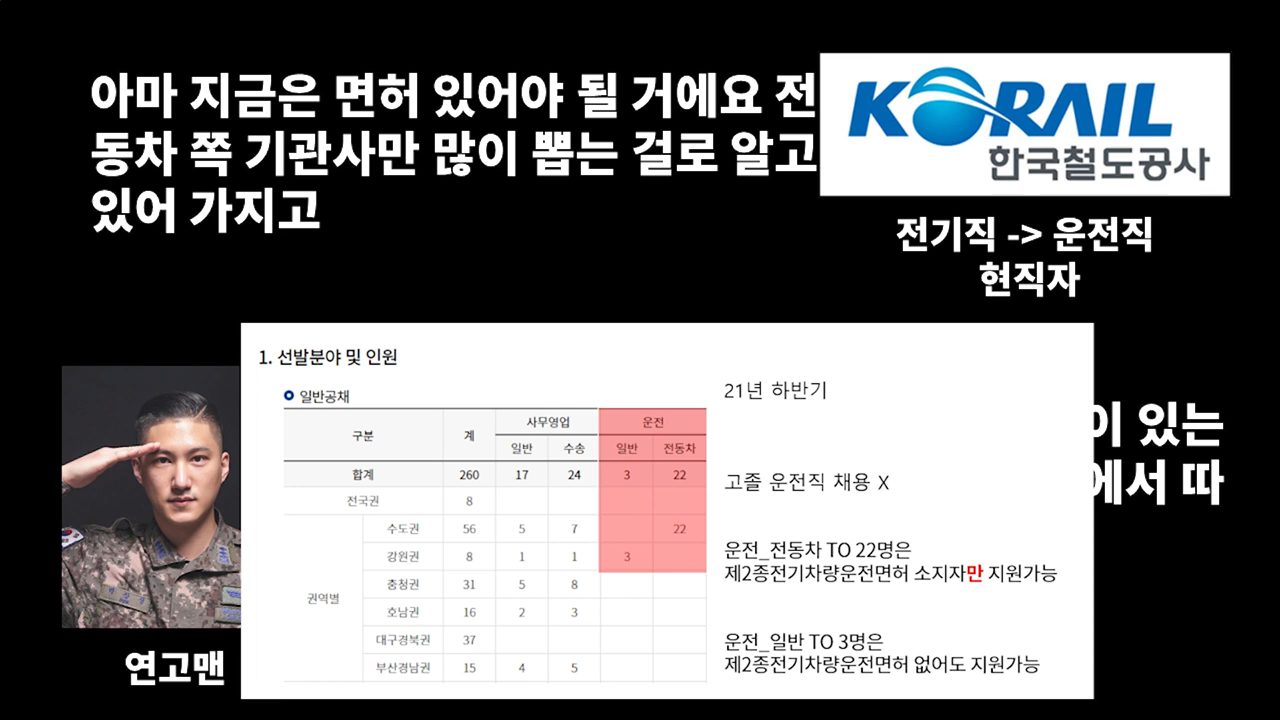 아마 지금은 면허 있어야 될 거에요 전
동차 쪽 기관사만 많이 뽑는 걸로 알고
있어 가지고
KORAIL
한국철도공사
전기직 -> 운전직
현직자
1. 선발분야 및 인원
일반공채
구분 계 사무영업 운전
일반 수송 일반 전동차
합계 260 17 24 3 22
전국권 8
권역별
수도권 56 5 7 22
강원권 8 1 1 3
충청권 31 5 8
호남권 16 2 3
대구경북권 37
부산경남권 15 4 5
21년 하반기
고졸 운전직 채용 X
운전_전동차 TO 22명은
제2종전기차량운전면허 소지자만 지원가능
운전_일반 TO 3명은
제2종전기차량운전면허 없어도 지원가능
이 있는
에서 따
연고맨